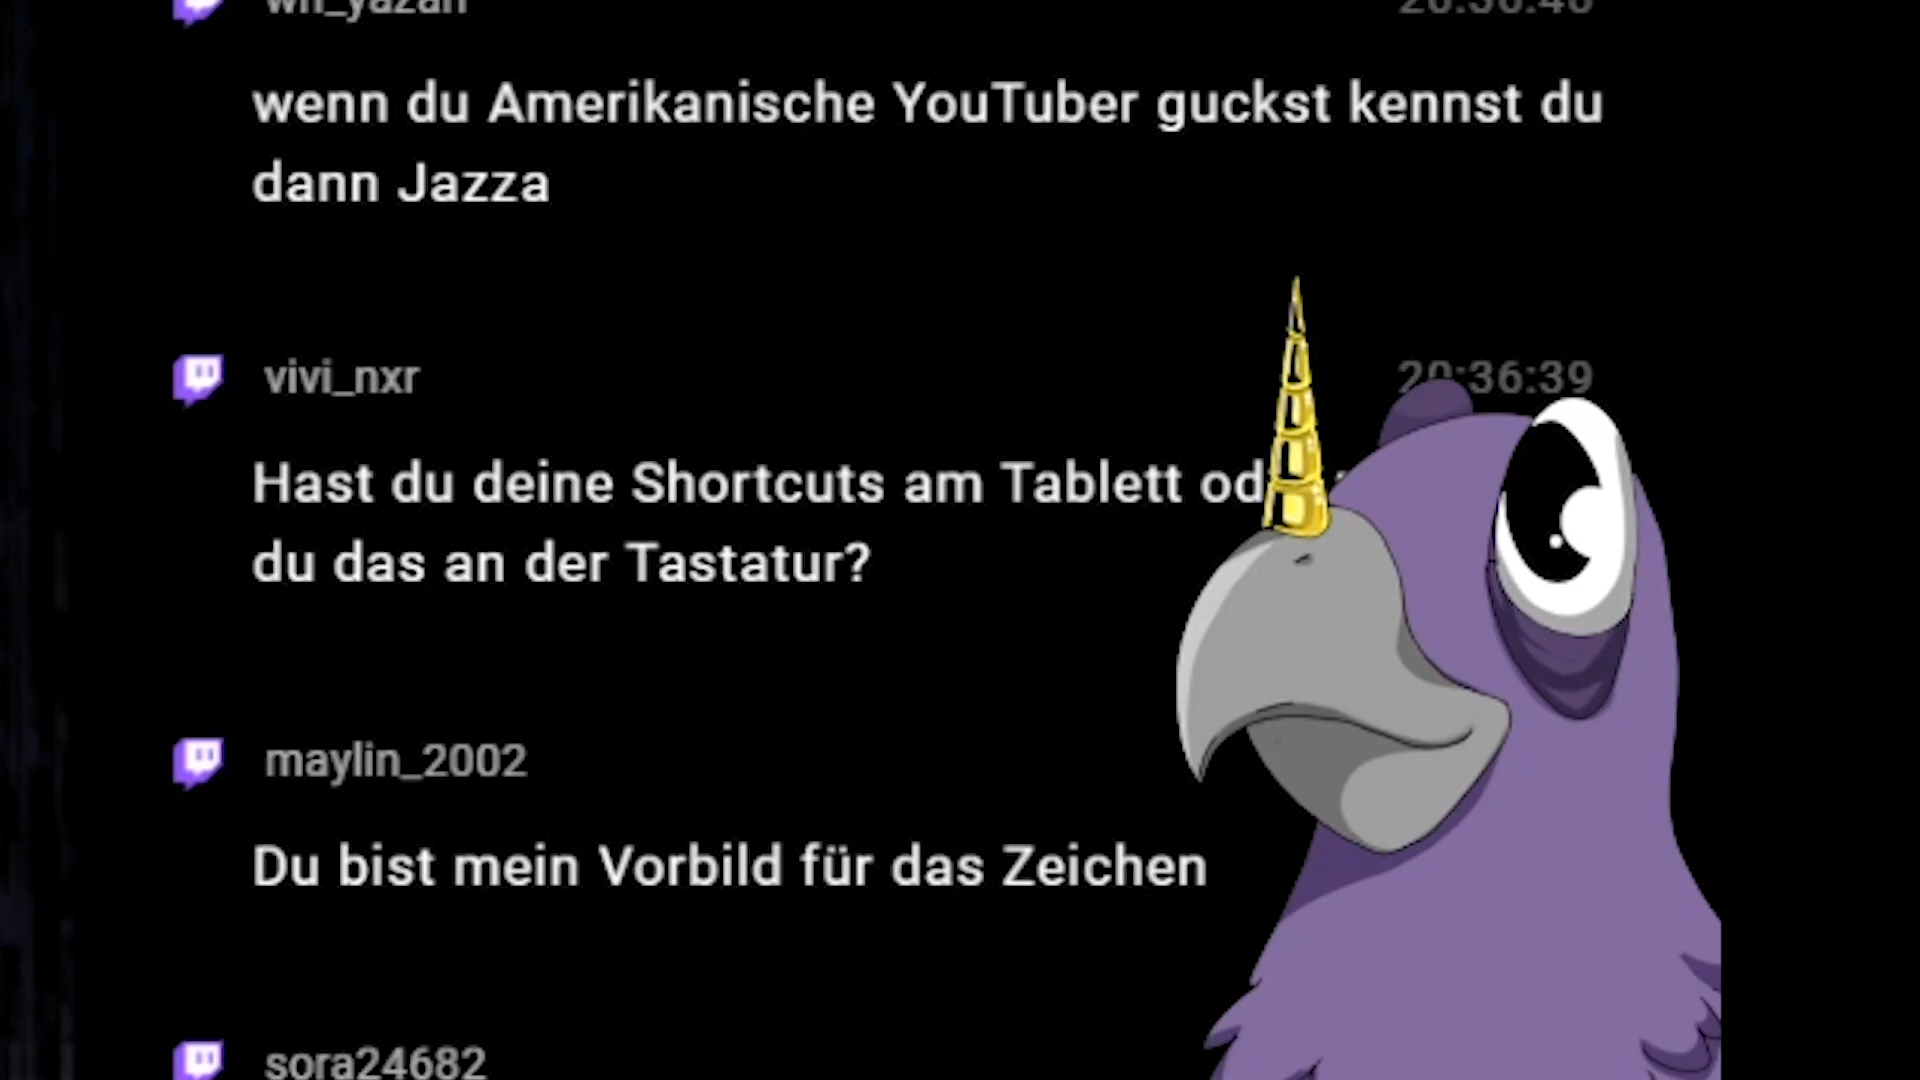 wenn du Amerikanische YouTuber guckst kennst du
dann Jazza
vivi_nxr
20:36:39
Hast du deine Shortcuts am Tablett
du das an der Tastatur?
maylin_2002
Du bist mein Vorbild für das Zeichen
sora24682